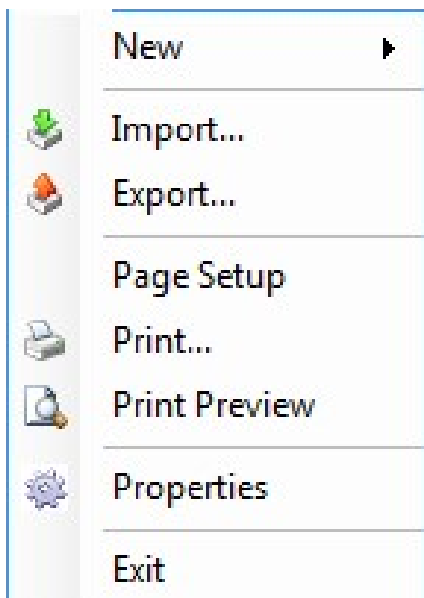 New
Import...
Export...
Page Setup
Print...
Print Preview
Properties
Exit